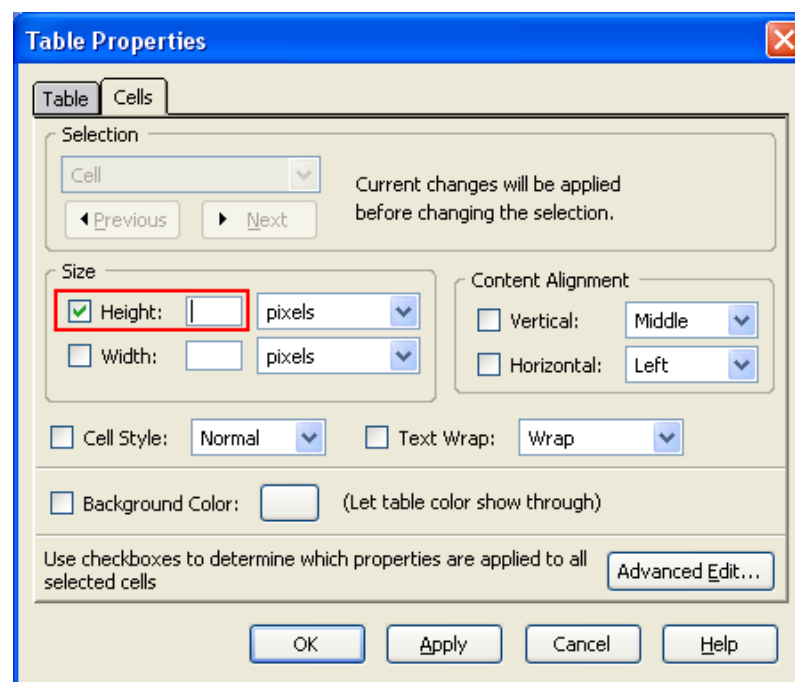 Table Properties
Table Cells
Selection
Cell
Current changes will be applied
before changing the selection.
Previous Next
Size
Height: pixels
Width: pixels
Content Alignment
Vertical: Middle
Horizontal: Left
Cell Style: Normal Text Wrap: Wrap
Background Color: (Let table color show through)
Use checkboxes to determine which properties are applied to all
selected cells
Advanced Edit...
OK Apply Cancel Help